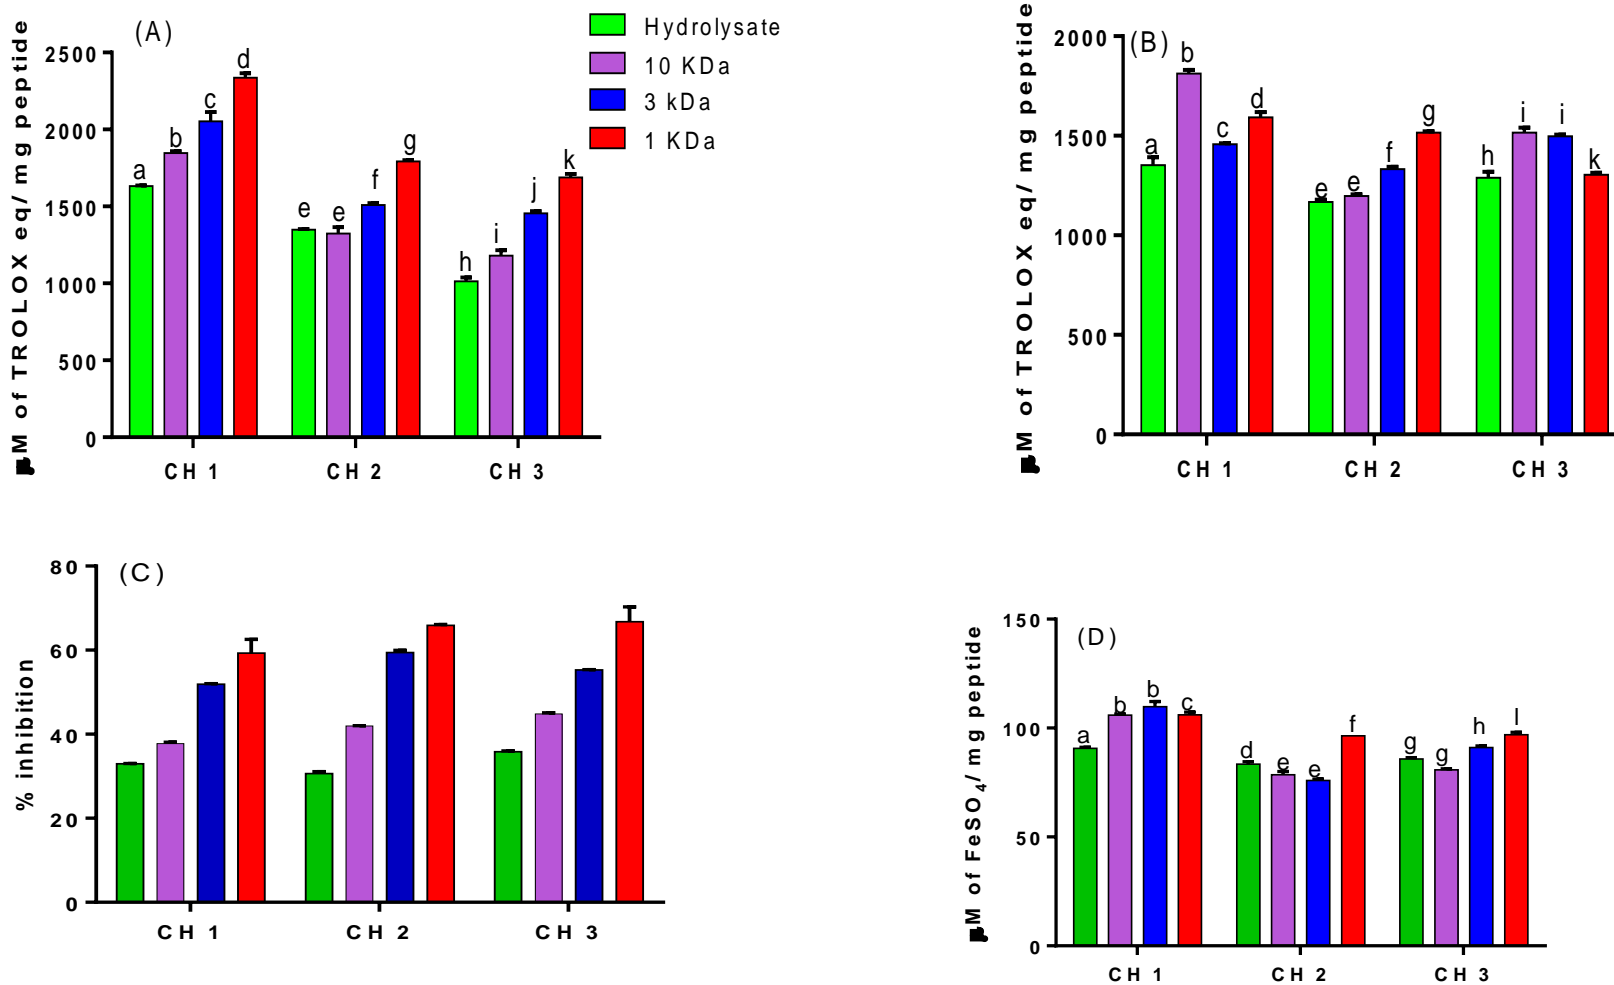 (A)
μM of TROLOX eq/ mg peptide
2500
2000
1500
1000
500
0
a
b
c
d
e
e
f
g
h
i
j
k
CH 1
CH 2
CH 3
Hydrolysate
10 KDa
3 kDa
1 KDa
(B)
μM of TROLOX eq/ mg peptide
2000
1500
1000
500
0
a
b
c
d
e
e
f
g
h
i
i
k
CH 1
CH 2
CH 3
(C)
% inhibition
80
60
40
20
0
CH 1
CH 2
CH 3
(D)
μM of FeSO4/ mg peptide
150
100
50
0
a
b
b
c
d
e
e
f
g
g
h
l
CH 1
CH 2
CH 3